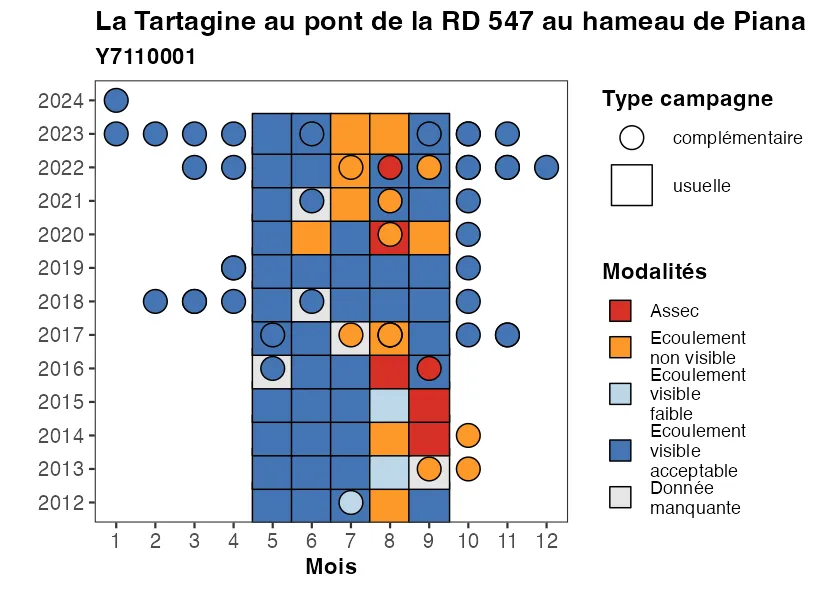 La Tartagine au pont de la RD 547 au hameau de Piana
Y7110001
2024
2023
2022
2021
2020
2019
2018
2017
2016
2015
2014
2013
2012
1 2 3 4 5 6 7 8 9 10 11 12
Mois
Type campagne
complémentaire
usuelle
Modalités
Assec
Ecoulement
non visible
Ecoulement
visible
faible
Ecoulement
visible
acceptable
Donnée
manquante